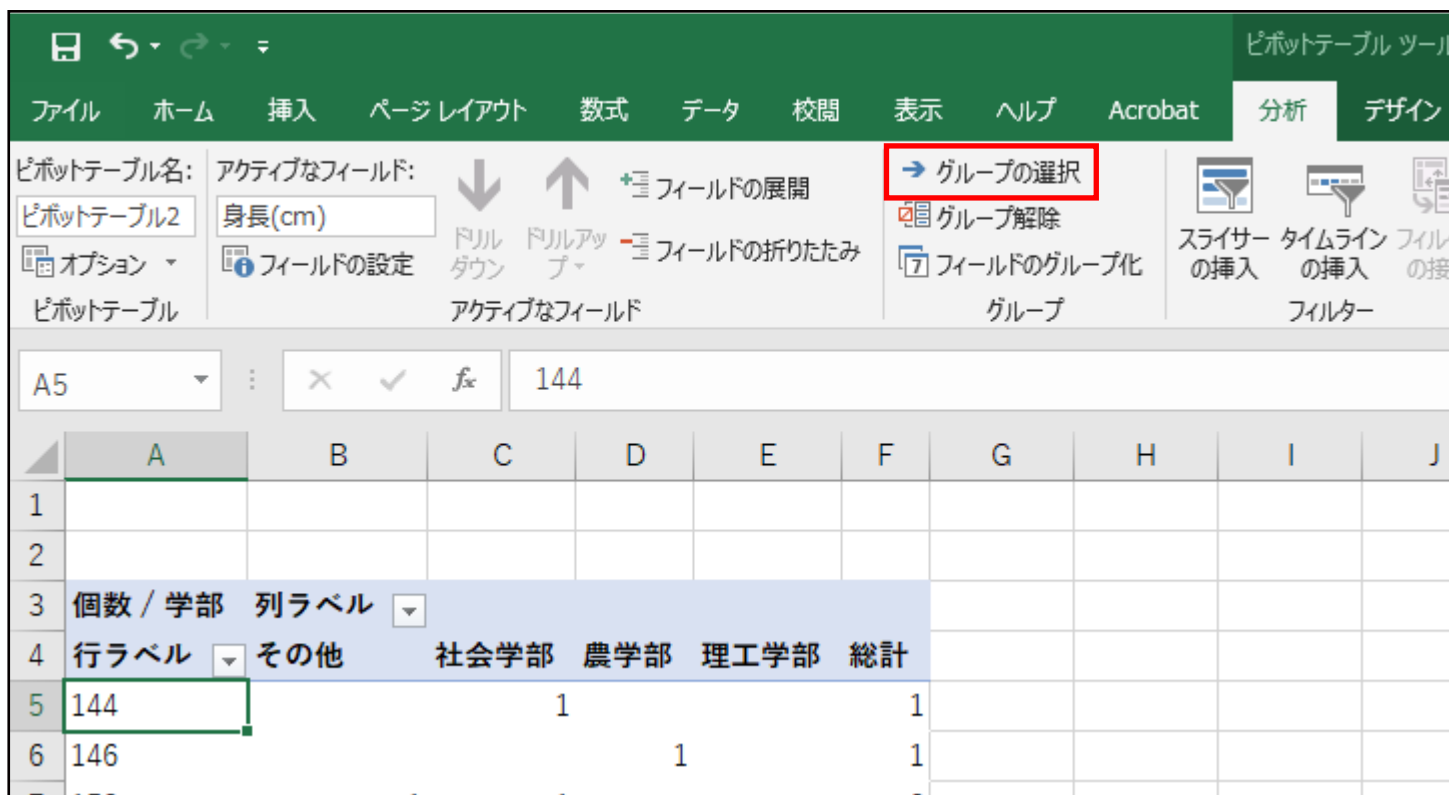 ピボットテーブル ツール
ファイル ホーム 挿入 ページ レイアウト 数式 データ 校閲 表示 ヘルプ Acrobat 分析 デザイン
ピボットテーブル名:
ピボットテーブル2
オプション
ピボットテーブル
アクティブなフィールド:
身長(cm)
フィールドの設定
ドリル
ダウン
ドリルアッ
プ
フィールドの展開
フィールドの折りたたみ
アクティブなフィールド
グループの選択
グループ解除
7 フィールドのグループ化
グループ
スライサー
の挿入
タイムライン
の挿入
フィル
の接
フィルター
A5 fx 144
A B C D E F G H I J
1
2
3 個数 / 学部 列ラベル
4 行ラベル その他 社会学部 農学部 理工学部 総計
5 144 1 1
6 146 1 1